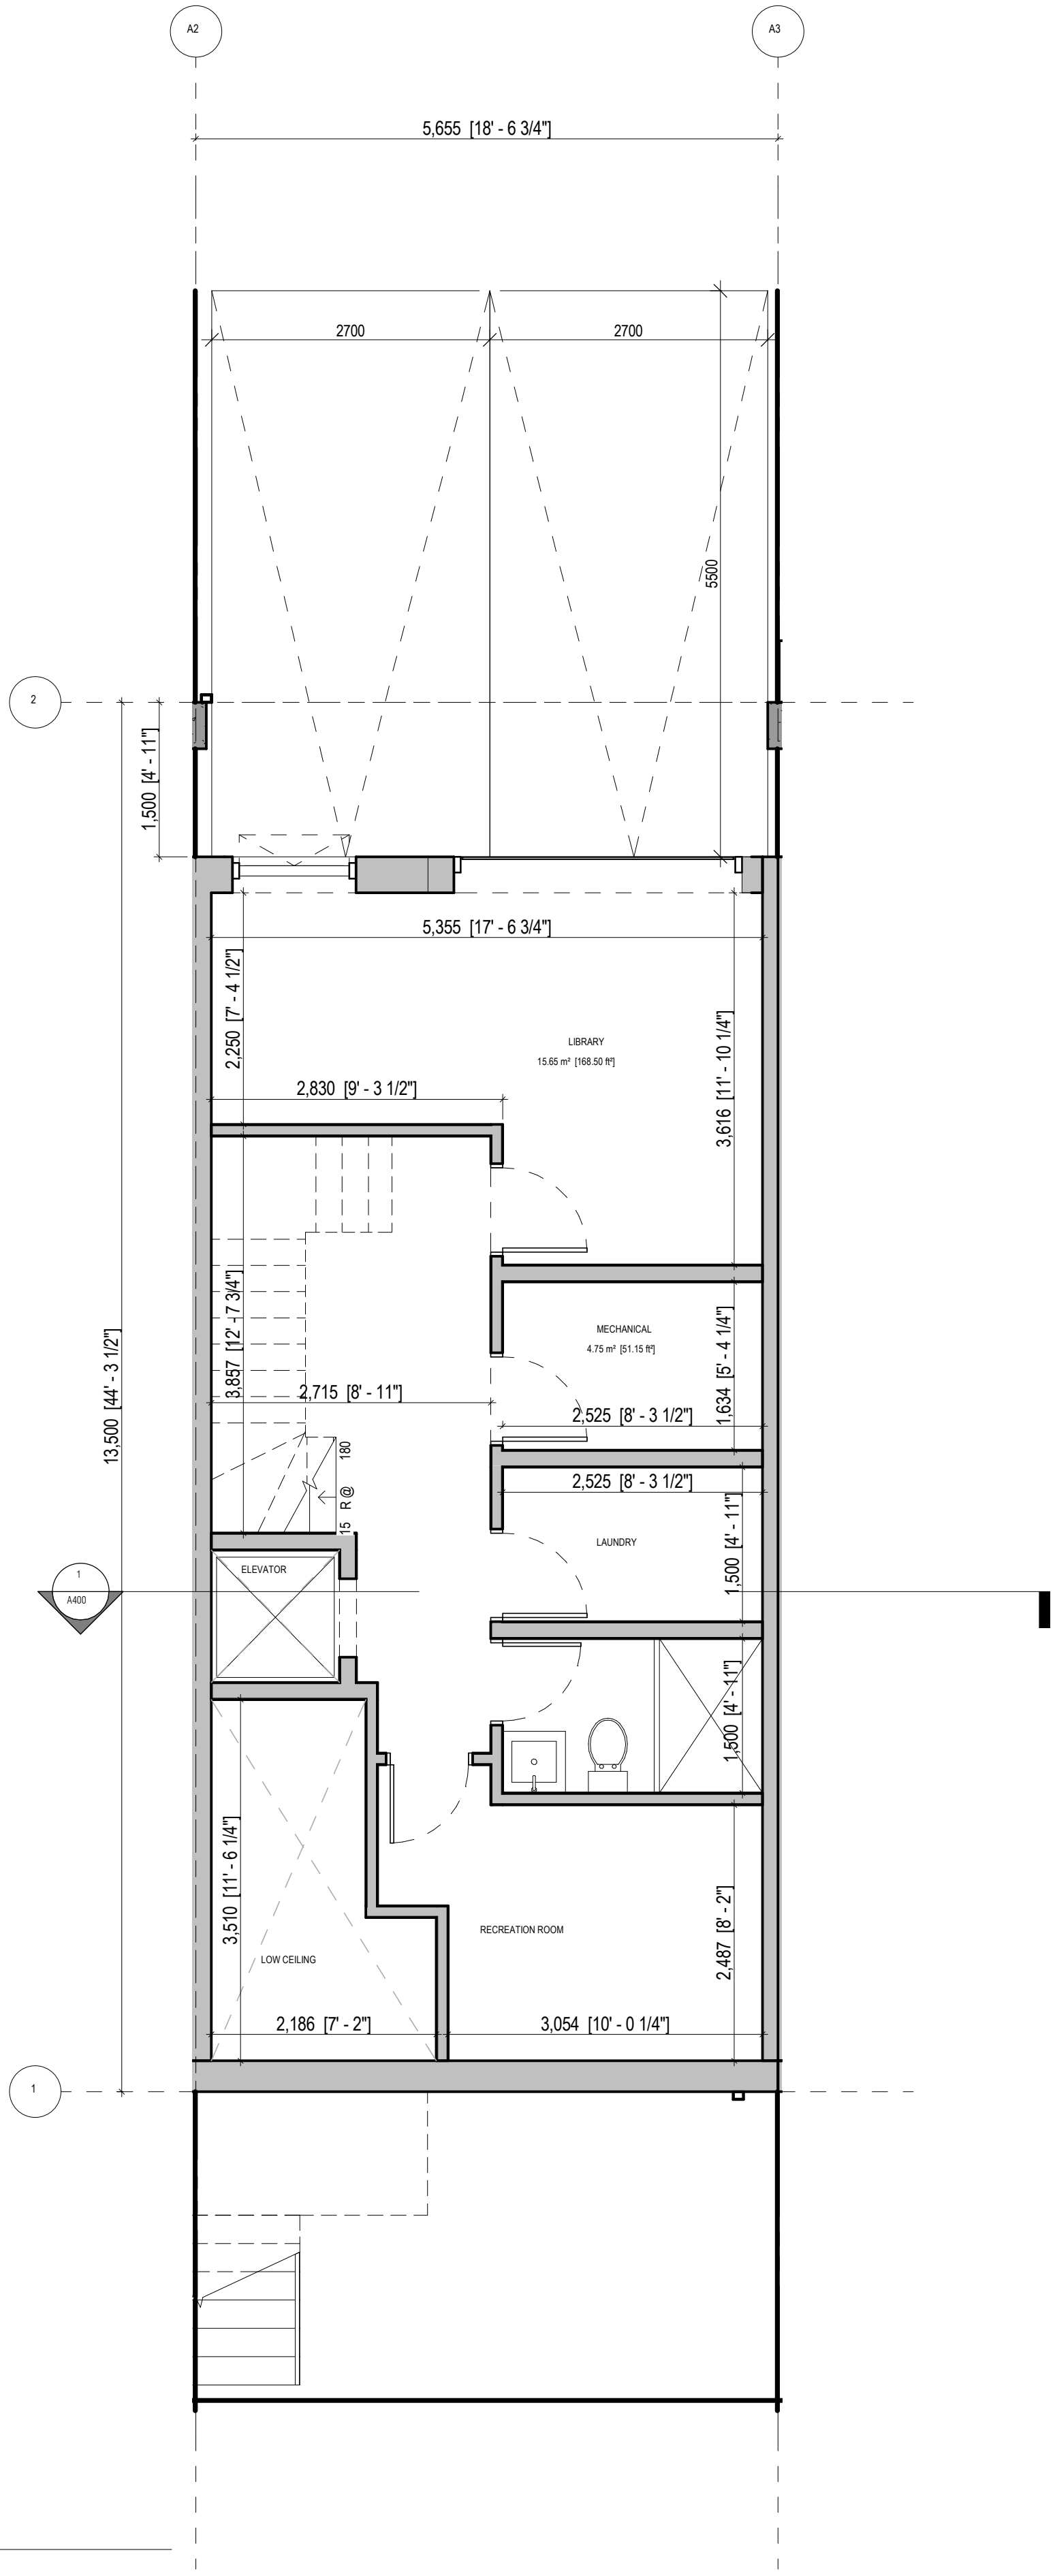 A2
A3
5,655 [18' - 6 3/4"]
2700
2700
5500
2
1,500 [4' - 11"]
5,355 [17' - 6 3/4"]
2,250 [7' - 4 1/2"]
LIBRARY
15.65 m² [168.50 ft²]
3,616 [11' - 10 1/4"]
2,830 [9' - 3 1/2"]
13,500 [44' - 3 1/2"]
3,857 [12' - 7 3/4"]
MECHANICAL
4.75 m² [51.15 ft²]
1,634 [5' - 4 1/4"]
2,715 [8' - 11"]
2,525 [8' - 3 1/2"]
15 R @ 180
2,525 [8' - 3 1/2"]
LAUNDRY
1,500 [4' - 11"]
ELEVATOR
1
A400
1,500 [4' - 11"]
3,510 [11' - 6 1/4"]
RECREATION ROOM
2,487 [8' - 2"]
LOW CEILING
2,186 [7' - 2"]
3,054 [10' - 0 1/4"]
1